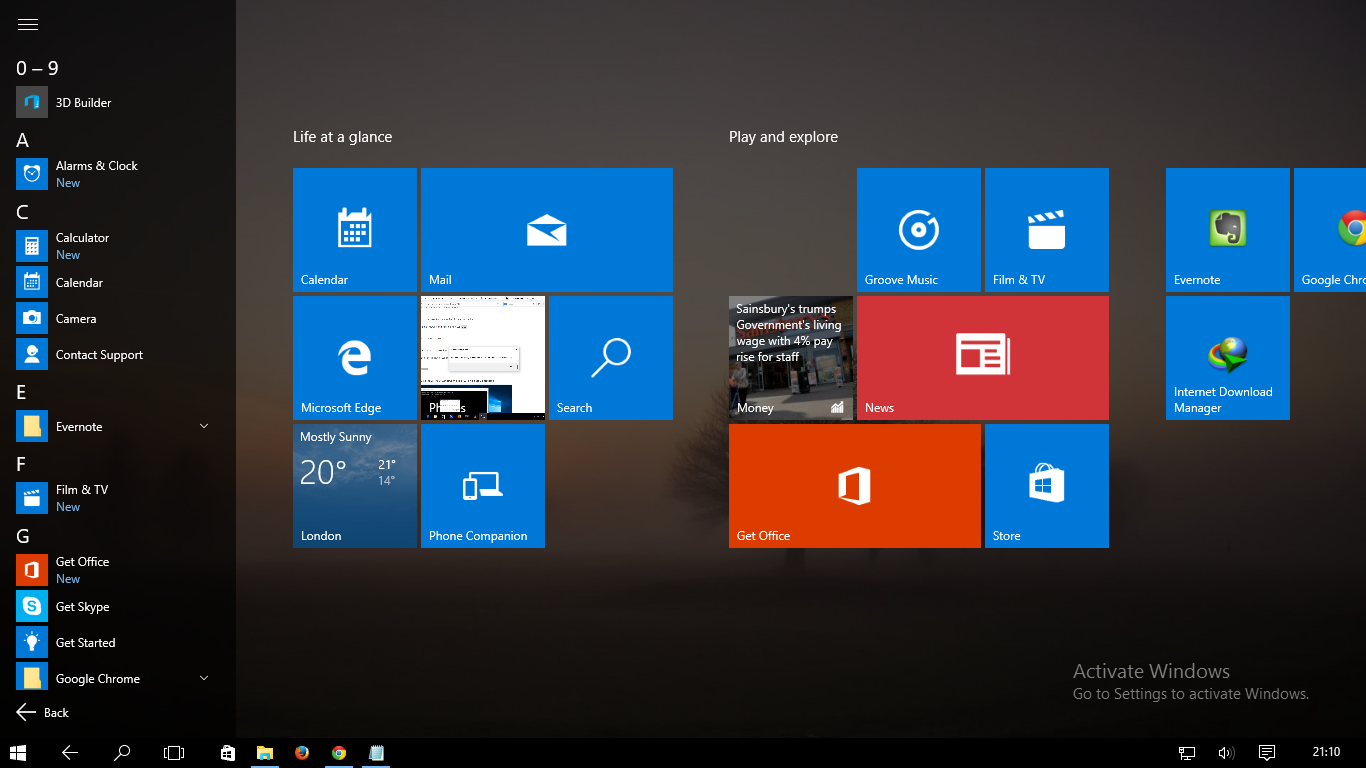 0 – 9
3D Builder
A
Alarms & Clock
New
C
Calculator
New
Calendar
Camera
Contact Support
E
Evernote
F
Film & TV
New
G
Get Office
New
Get Skype
Get Started
Google Chrome
Back
Life at a glance
Calendar
Mail
Microsoft Edge
Search
Mostly Sunny
20°
21°
14°
London
Phone Companion
Play and explore
Groove Music
Film & TV
Sainsbury's trumps
Government's living
wage with 4% pay
rise for staff
Money
News
Get Office
Store
Evernote
Google Chro
Internet Download
Manager
Activate Windows
Go to Settings to activate Windows.
21:10